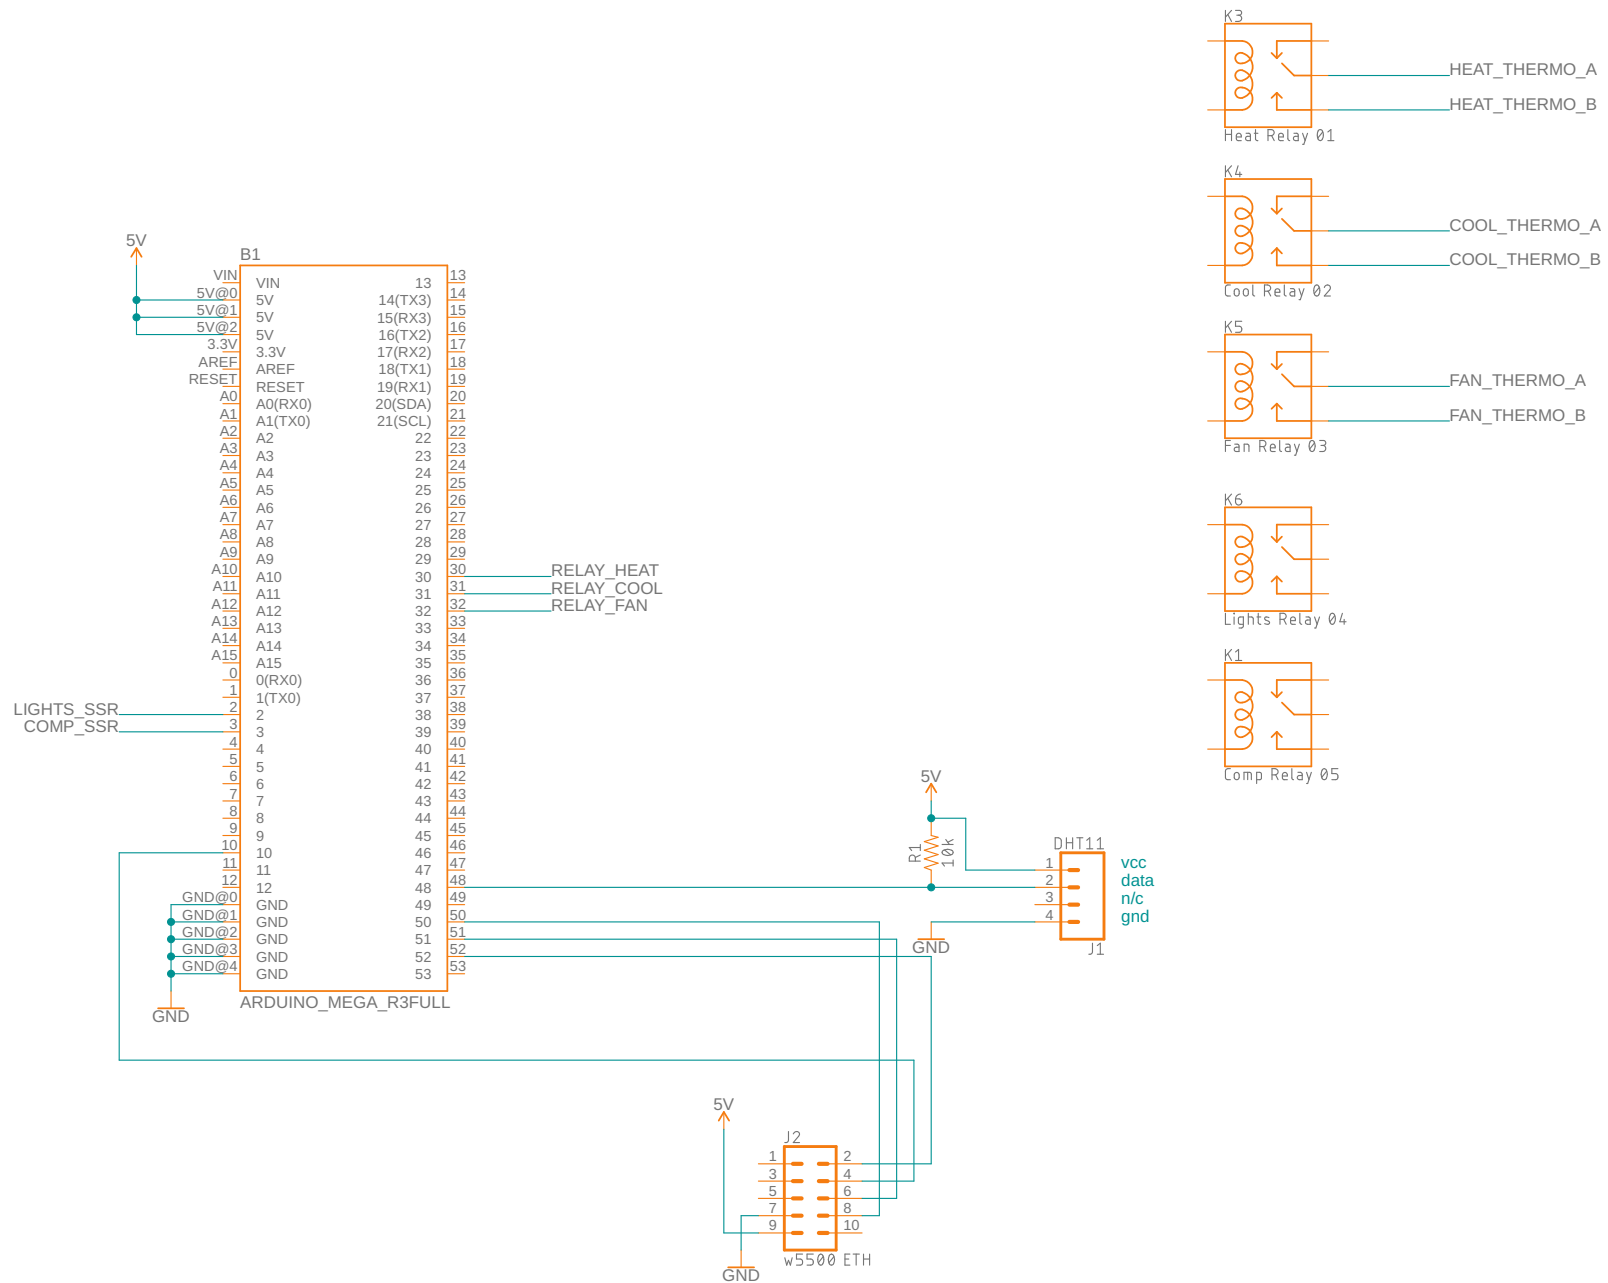 K3
HEAT_THERMO_A
HEAT_THERMO_B
Heat Relay 01
K4
COOL_THERMO_A
COOL_THERMO_B
Cool Relay 02
K5
FAN_THERMO_A
FAN_THERMO_B
Fan Relay 03
K6
Lights Relay 04
K1
Comp Relay 05
5V
B1
VIN VIN 13 13
5V@0 5V 14(TX3) 14
5V@1 5V 15(RX3) 15
5V@2 5V 16(TX2) 16
3.3V 3.3V 17(RX2) 17
AREF AREF 18(TX1) 18
RESET RESET 19(RX1) 19
A0 A0(RX0) 20(SDA) 20
A1 A1(TX0) 21(SCL) 21
A2 A2 22 22
A3 A3 23 23
A4 A4 24 24
A5 A5 25 25
A6 A6 26 26
A7 A7 27 27
A8 A8 28 28
A9 A9 29 29
A10 A10 30 30 RELAY_HEAT
A11 A11 31 31 RELAY_COOL
A12 A12 32 32 RELAY_FAN
A13 A13 33 33
A14 A14 34 34
A15 A15 35 35
0 0(RX0) 36 36
1 1(TX0) 37 37
LIGHTS_SSR 2 2 38 38
COMP_SSR 3 3 39 39
4 4 40 40
5 5 41 41
6 6 42 42
7 7 43 43
8 8 44 44
9 9 45 45
10 10 46 46
11 11 47 47
12 12 48 48
GND@0 GND 49 49
GND@1 GND 50 50
GND@2 GND 51 51
GND@3 GND 52 52
GND@4 GND 53 53
GND
ARDUINO_MEGA_R3FULL
5V
R1
10k
DHT11
1 vcc
2 data
3 n/c
4 gnd
GND
J1
5V
J2
1 2
3 4
5 6
7 8
9 10
w5500 ETH
GND